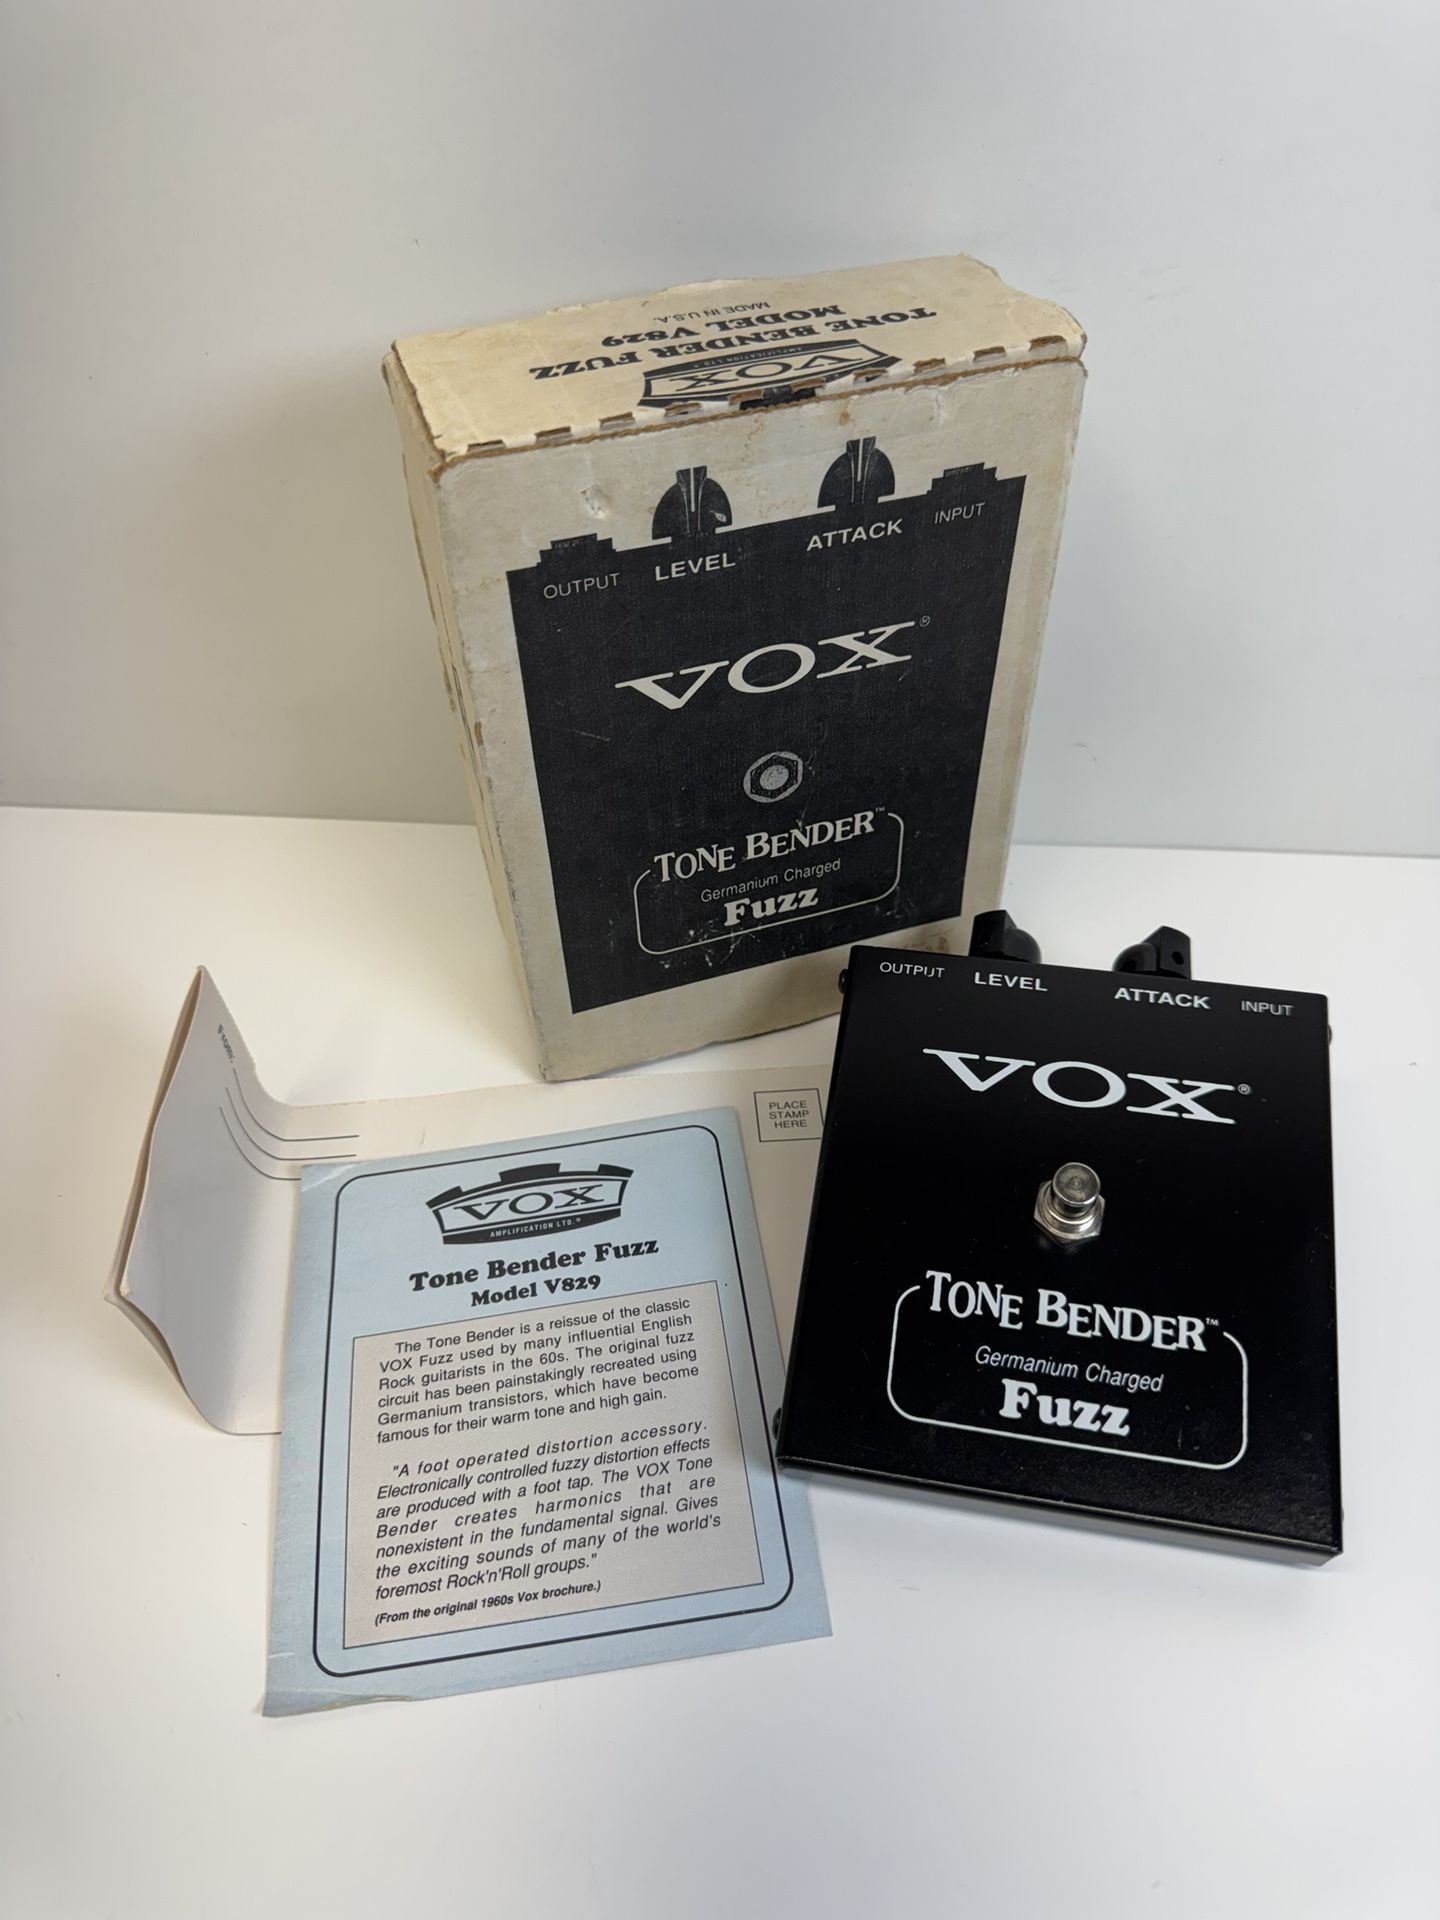 TONE BENDER FUZZ
MODEL V829
MADE IN U.S.A.
VOX
AMPLIFICATION LTD.®
OUTPUT LEVEL ATTACK INPUT
VOX®
TONE BENDER™
Germanium Charged
Fuzz
OUTPUT LEVEL ATTACK INPUT
VOX®
TONE BENDER™
Germanium Charged
Fuzz
From:
PLACE
STAMP
HERE
VOX
AMPLIFICATION LTD.®
Tone Bender Fuzz
Model V829
The Tone Bender is a reissue of the classic
VOX Fuzz used by many influential English
Rock guitarists in the 60s. The original fuzz
circuit has been painstakingly recreated using
Germanium transistors, which have become
famous for their warm tone and high gain.
"A foot operated distortion accessory.
Electronically controlled fuzzy distortion effects
are produced with a foot tap. The VOX Tone
Bender creates harmonics that are
nonexistent in the fundamental signal. Gives
the exciting sounds of many of the world's
foremost Rock'n'Roll groups."
(From the original 1960s Vox brochure.)